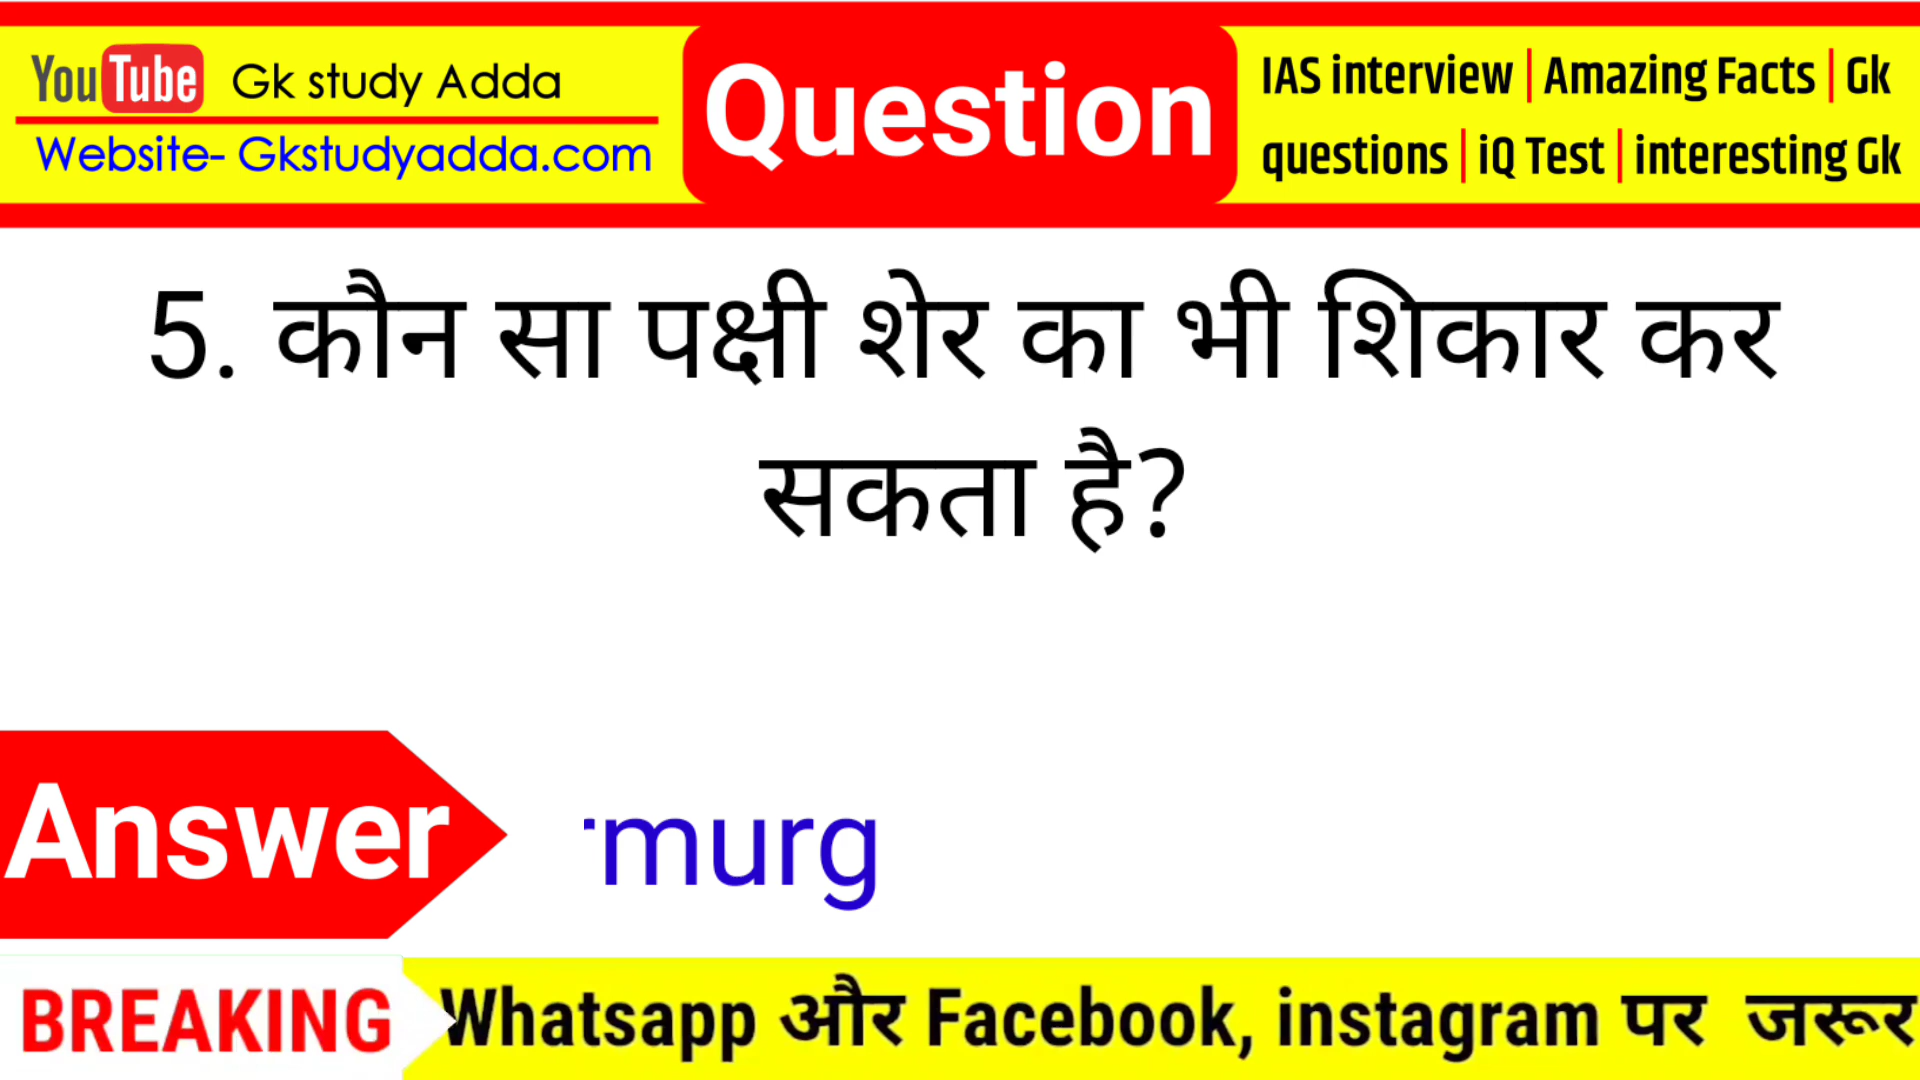 YouTube Gk study Adda
Website- Gkstudyadda.com
Question
IAS interview | Amazing Facts | Gk
questions | iQ Test | interesting Gk
5. कौन सा पक्षी शेर का भी शिकार कर
सकता है?
Answer
murg
BREAKING
Whatsapp और Facebook, instagram पर जरूर